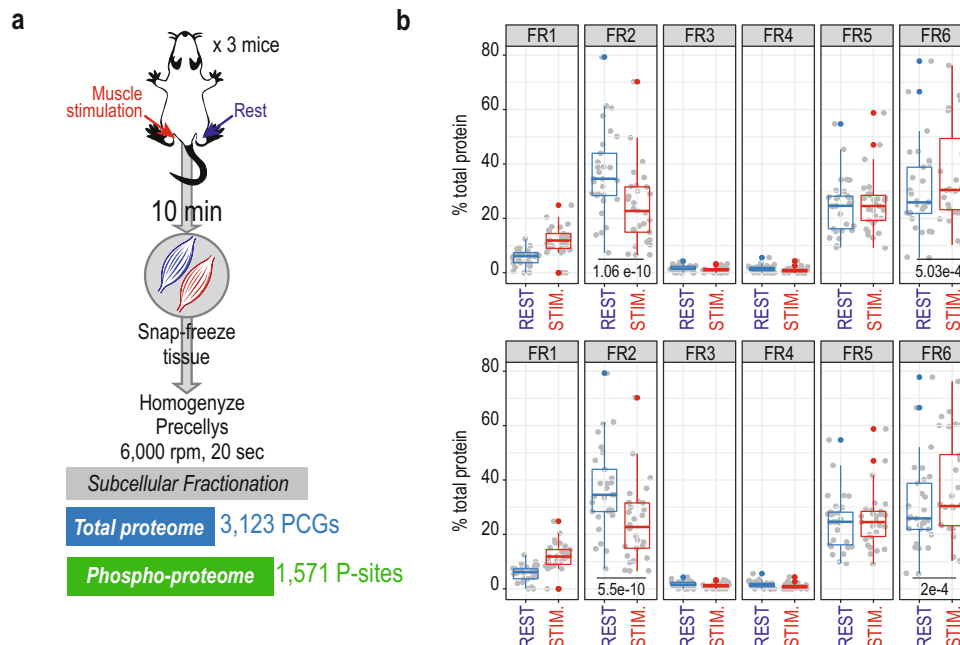 a
x 3 mice
Muscle
stimulation
Rest
10 min
Snap-freeze
tissue
Homogenyze
Precellys
6,000 rpm, 20 sec
Subcellular Fractionation
Total proteome 3,123 PCGs
Phospho-proteome 1,571 P-sites
b
FR1 FR2 FR3 FR4 FR5 FR6
80
60
40
20
0
% total protein
1.06 e-10
5.03e-4
REST STIM. REST STIM. REST STIM. REST STIM. REST STIM. REST STIM.
FR1 FR2 FR3 FR4 FR5 FR6
80
60
40
20
0
% total protein
5.5e-10
2e-4
REST STIM. REST STIM. REST STIM. REST STIM. REST STIM. REST STIM.